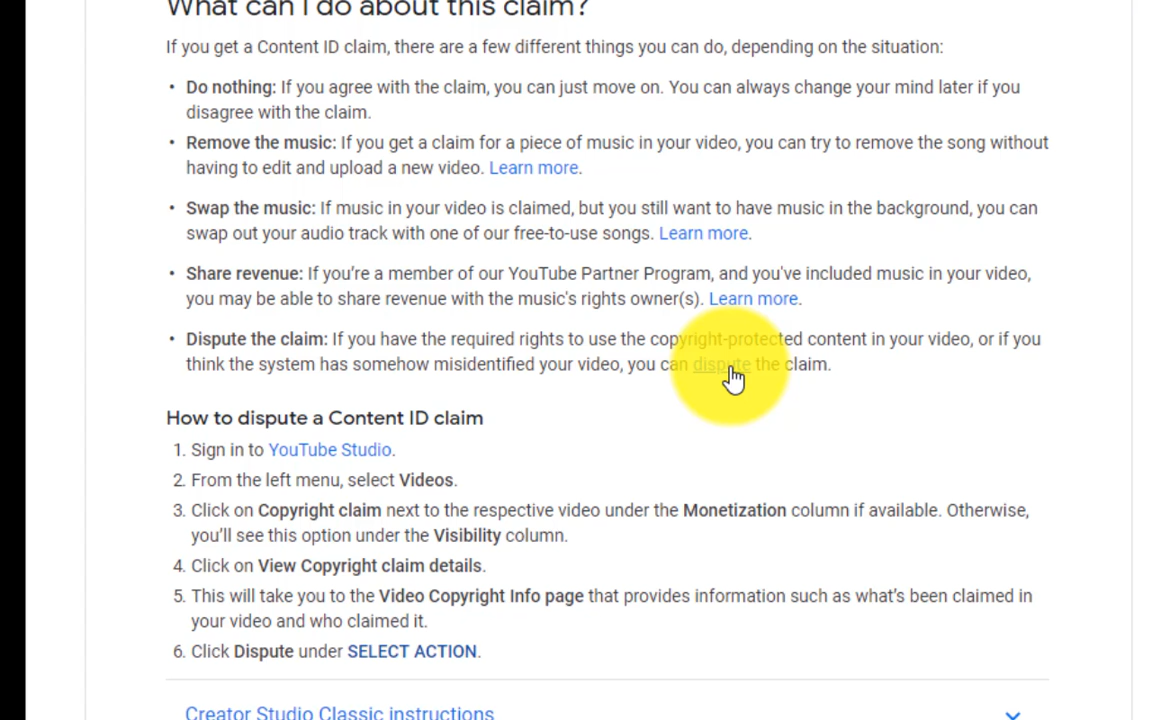 What can I do about this claim?
If you get a Content ID claim, there are a few different things you can do, depending on the situation:
• Do nothing: If you agree with the claim, you can just move on. You can always change your mind later if you
disagree with the claim.
• Remove the music: If you get a claim for a piece of music in your video, you can try to remove the song without
having to edit and upload a new video. Learn more.
• Swap the music: If music in your video is claimed, but you still want to have music in the background, you can
swap out your audio track with one of our free-to-use songs. Learn more.
• Share revenue: If you're a member of our YouTube Partner Program, and you've included music in your video,
you may be able to share revenue with the music's rights owner(s). Learn more.
• Dispute the claim: If you have the required rights to use the copyright-protected content in your video, or if you
think the system has somehow misidentified your video, you can dispute the claim.
How to dispute a Content ID claim
1. Sign in to YouTube Studio.
2. From the left menu, select Videos.
3. Click on Copyright claim next to the respective video under the Monetization column if available. Otherwise,
you'll see this option under the Visibility column.
4. Click on View Copyright claim details.
5. This will take you to the Video Copyright Info page that provides information such as what's been claimed in
your video and who claimed it.
6. Click Dispute under SELECT ACTION.
Creator Studio Classic instructions